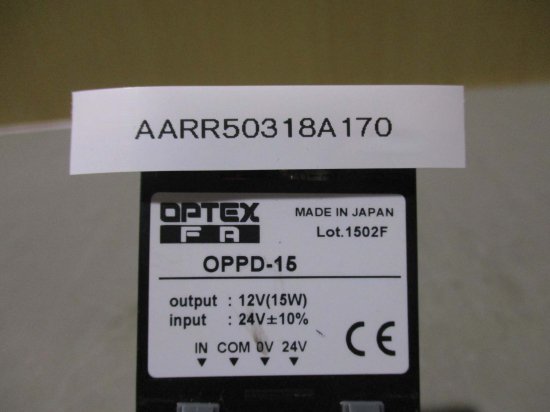 AARR50318A170
OPTEX
FA
MADE IN JAPAN
Lot.1502F
OPPD-15
output : 12V(15W)
input : 24V±10%
IN COM 0V 24V
CE